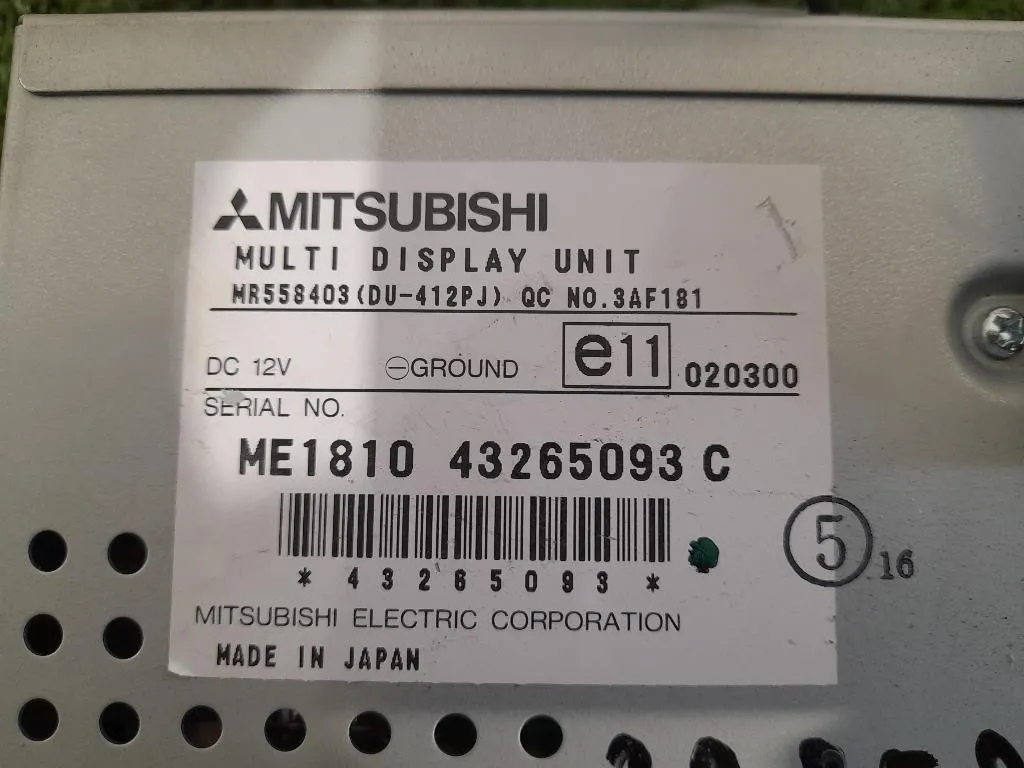 MITSUBISHI
MULTI DISPLAY UNIT
MR558403(DU-412PJ) QC NO.3AF181
DC 12V ⊖GROUND e11 020300
SERIAL NO.
ME1810 43265093 C
*43265093*
MITSUBISHI ELECTRIC CORPORATION
MADE IN JAPAN
5 16